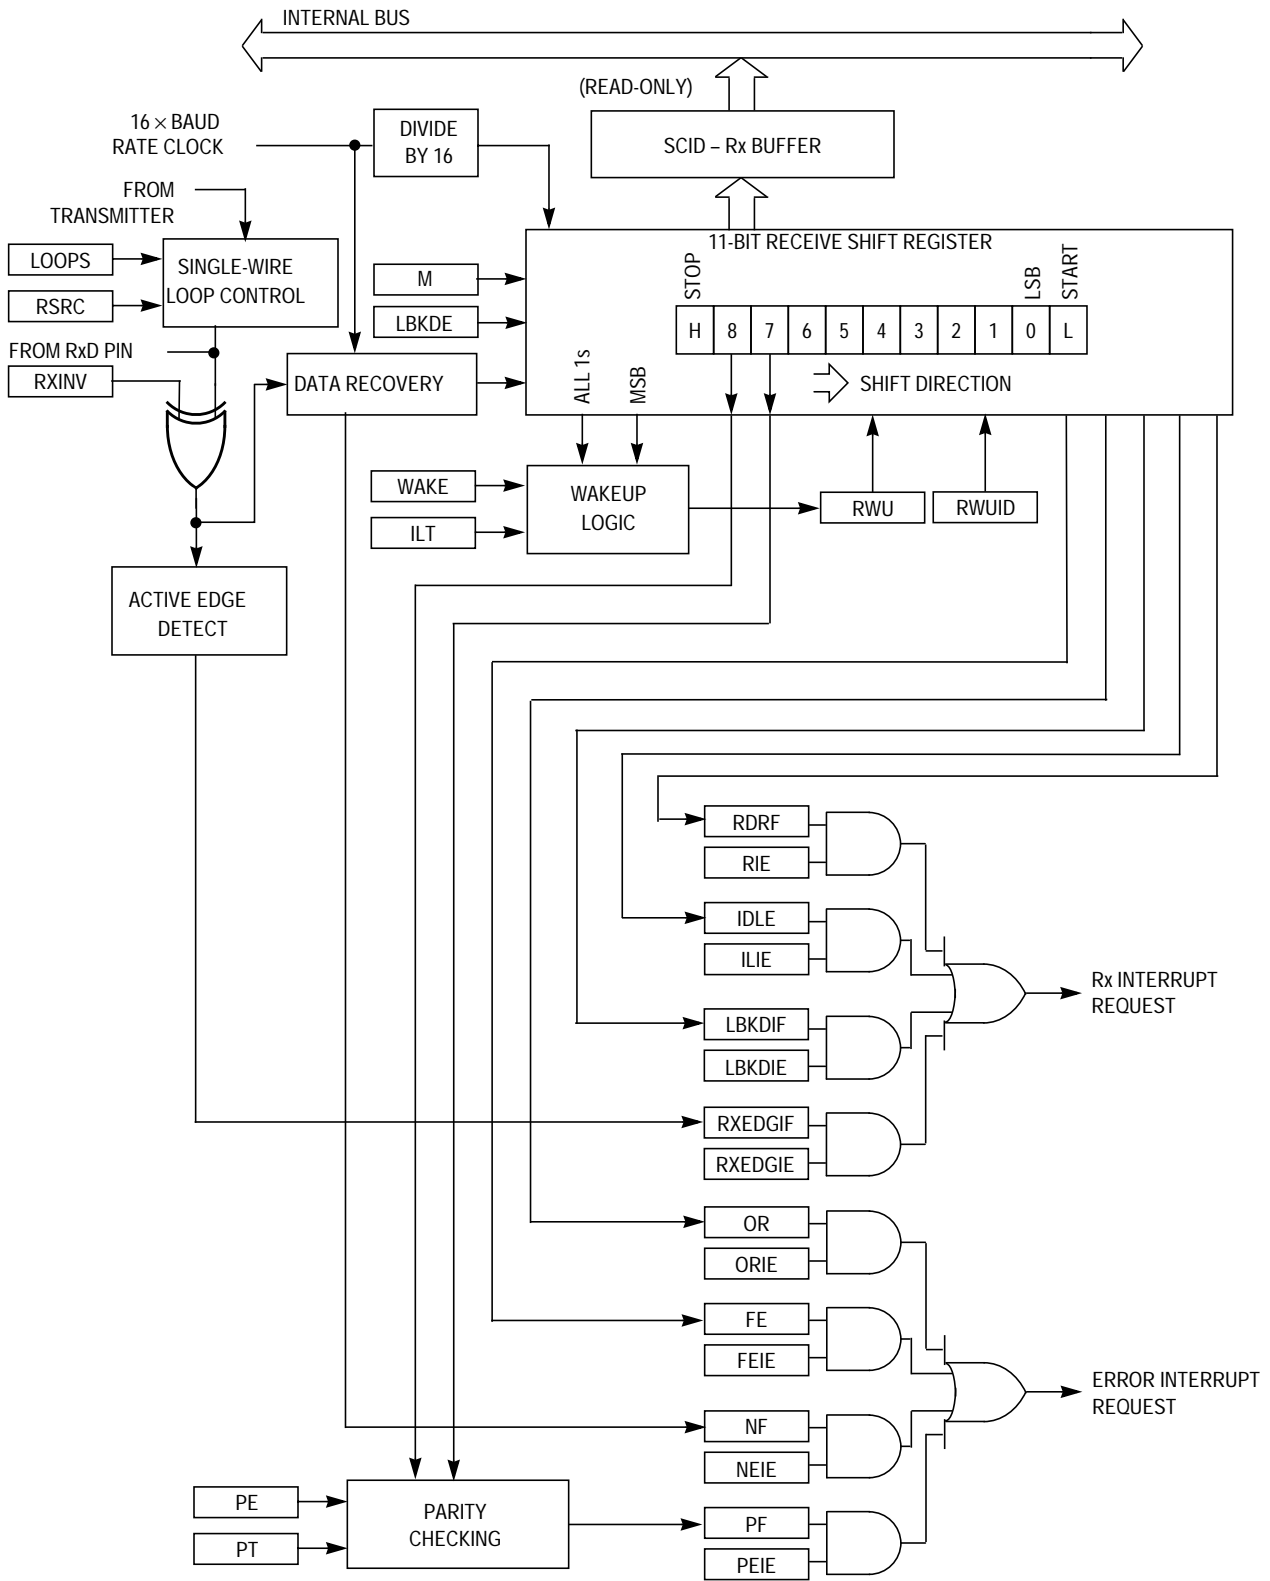 INTERNAL BUS
(READ-ONLY)
16 × BAUD
RATE CLOCK
DIVIDE
BY 16
SCID – Rx BUFFER
FROM
TRANSMITTER
11-BIT RECEIVE SHIFT REGISTER
LOOPS
SINGLE-WIRE
LOOP CONTROL
RSRC
M
LBKDE
STOP
LSB
START
H 8 7 6 5 4 3 2 1 0 L
FROM RxD PIN
RXINV
DATA RECOVERY
ALL 1s
MSB
SHIFT DIRECTION
WAKE
ILT
WAKEUP
LOGIC
RWU
RWUID
ACTIVE EDGE
DETECT
RDRF
RIE
IDLE
ILIE
Rx INTERRUPT
REQUEST
LBKDIF
LBKDIE
RXEDGIF
RXEDGIE
OR
ORIE
FE
FEIE
ERROR INTERRUPT
REQUEST
NF
NEIE
PE
PT
PARITY
CHECKING
PF
PEIE